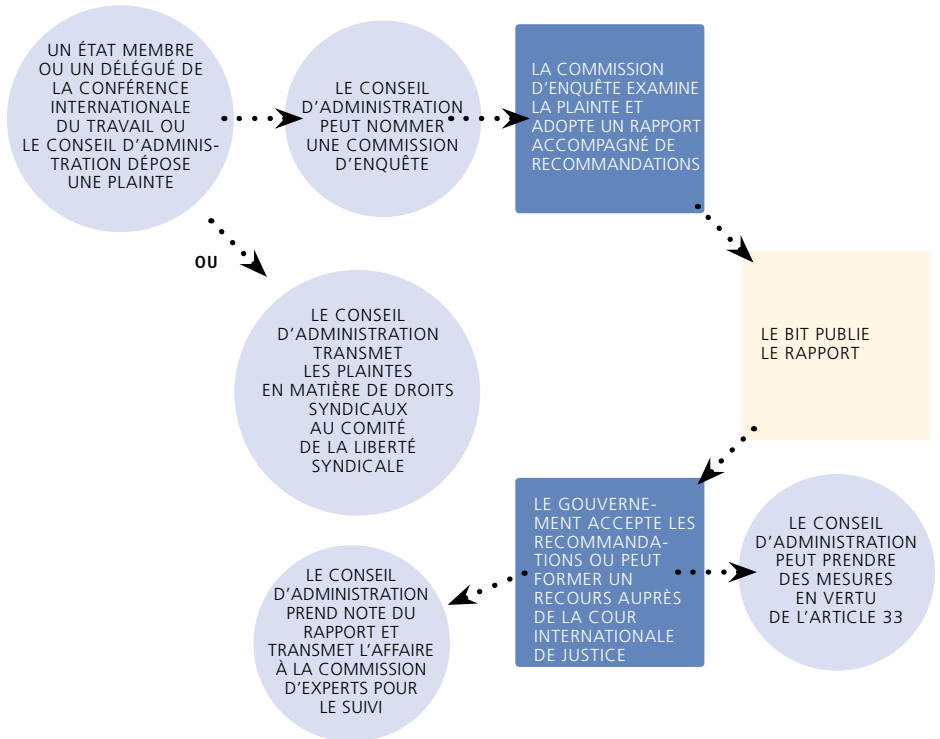 UN ÉTAT MEMBRE
OU UN DÉLÉGUÉ DE
LA CONFÉRENCE
INTERNATIONALE
DU TRAVAIL OU
LE CONSEIL D'ADMINIS-
TRATION DÉPOSE
UNE PLAINTE
LE CONSEIL
D'ADMINISTRATION
PEUT NOMMER
UNE COMMISSION
D'ENQUÊTE
LA COMMISSION
D'ENQUÊTE EXAMINE
LA PLAINTE ET
ADOPTE UN RAPPORT
ACCOMPAGNÉ DE
RECOMMANDATIONS
OU
LE CONSEIL
D'ADMINISTRATION
TRANSMET
LES PLAINTES
EN MATIÈRE DE DROITS
SYNDICAUX
AU COMITÉ
DE LA LIBERTÉ
SYNDICALE
LE BIT PUBLIE
LE RAPPORT
LE GOUVERNE-
MENT ACCEPTE LES
RECOMMANDA-
TIONS OU PEUT
FORMER UN
RECOURS AUPRÈS
DE LA COUR
INTERNATIONALE
DE JUSTICE
LE CONSEIL
D'ADMINISTRATION
PEUT PRENDRE
DES MESURES
EN VERTU
DE L'ARTICLE 33
LE CONSEIL
D'ADMINISTRATION
PREND NOTE DU
RAPPORT ET
TRANSMET L'AFFAIRE
À LA COMMISSION
D'EXPERTS POUR
LE SUIVI